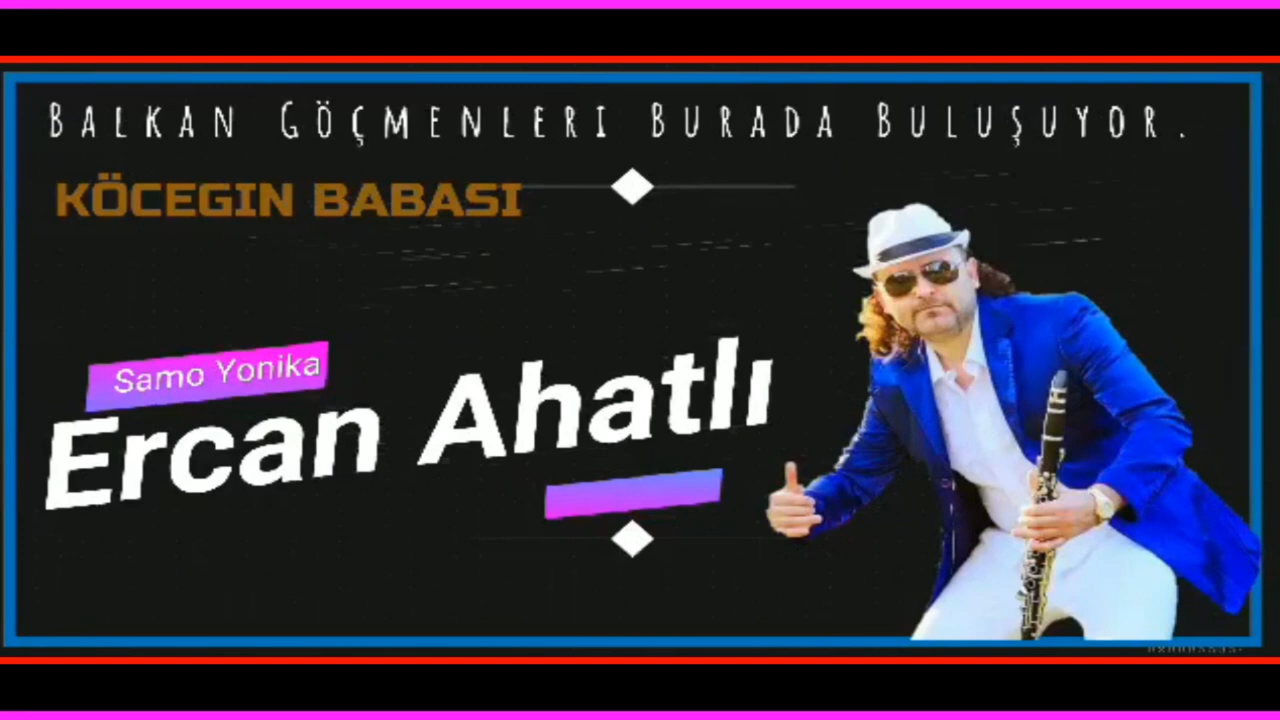 BALKAN GÖÇMENLERI BURADA BULUŞUYOR.
KÖCEGIN BABASI
Samo Yonika
Ercan Ahatlı